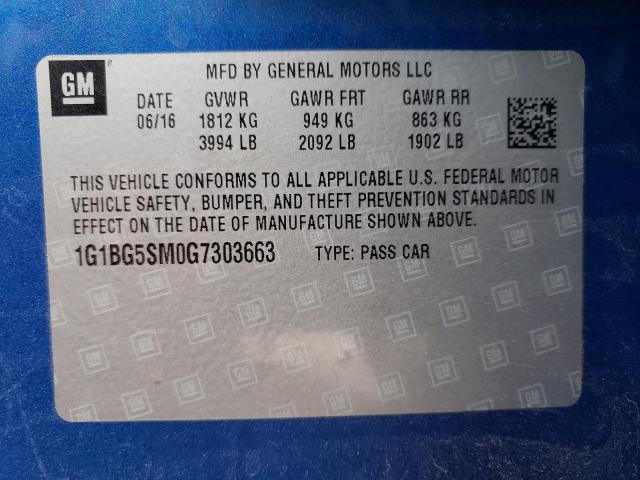 GM
MFD BY GENERAL MOTORS LLC
DATE GVWR GAWR FRT GAWR RR
06/16 1812 KG 949 KG 863 KG
3994 LB 2092 LB 1902 LB
THIS VEHICLE CONFORMS TO ALL APPLICABLE U.S. FEDERAL MOTOR
VEHICLE SAFETY, BUMPER, AND THEFT PREVENTION STANDARDS IN
EFFECT ON THE DATE OF MANUFACTURE SHOWN ABOVE.
1G1BG5SM0G7303663 TYPE: PASS CAR